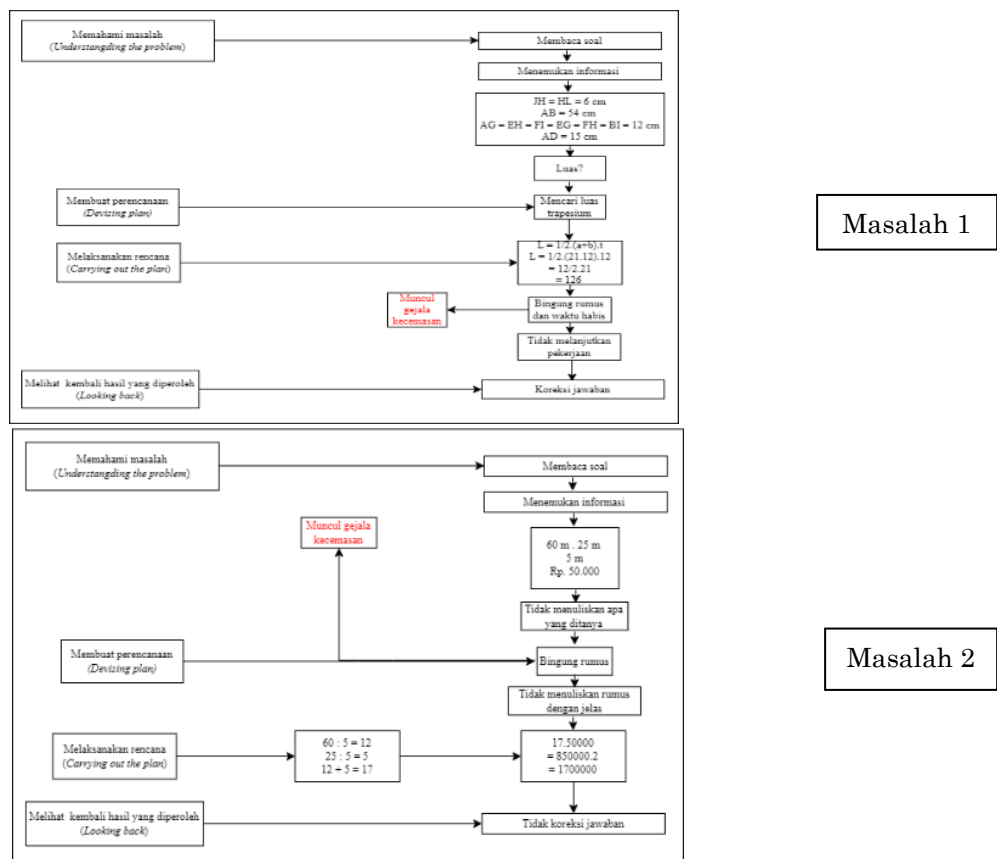 Memahami masalah
(Understangding the problem)
Membaca soal
Menemukan informasi
JH = HL = 6 cm
AB = 54 cm
AG = EH = FI = EG = FH = BI = 12 cm
AD = 15 cm
Luas?
Membuat perencanaan
(Devising plan)
Mencari luas
trapesium
Melaksanakan rencana
(Carrying out the plan)
L = 1/2.(a+b).t
L = 1/2.(21.12).12
= 12/2.21
= 126
Muncul
gejala
kecemasan
Bingung rumus
dan waktu habis
Tidak melanjutkan
pekerjaan
Melihat kembali hasil yang diperoleh
(Looking back)
Koreksi jawaban
Masalah 1
Memahami masalah
(Understangding the problem)
Membaca soal
Menemukan informasi
Muncul gejala
kecemasan
60 m . 25 m
5 m
Rp. 50.000
Tidak menuliskan apa
yang ditanya
Membuat perencanaan
(Devizing plan)
Bingung rumus
Tidak menuliskan rumus
dengan jelas
Melaksanakan rencana
(Carrying out the plan)
60 : 5 = 12
25 : 5 = 5
12 + 5 = 17
17.50000
= 850000.2
= 1700000
Melihat kembali hasil yang diperoleh
(Looking back)
Tidak koreksi jawaban
Masalah 2